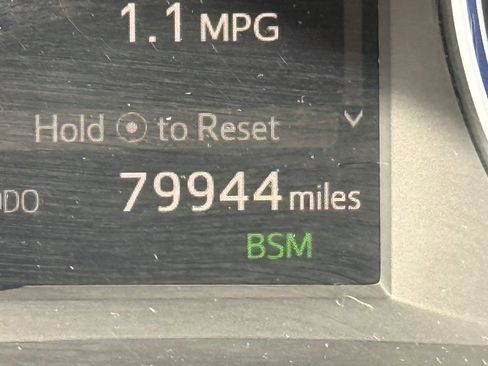 1.1 MPG
Hold to Reset
ODO 79944 miles
BSM